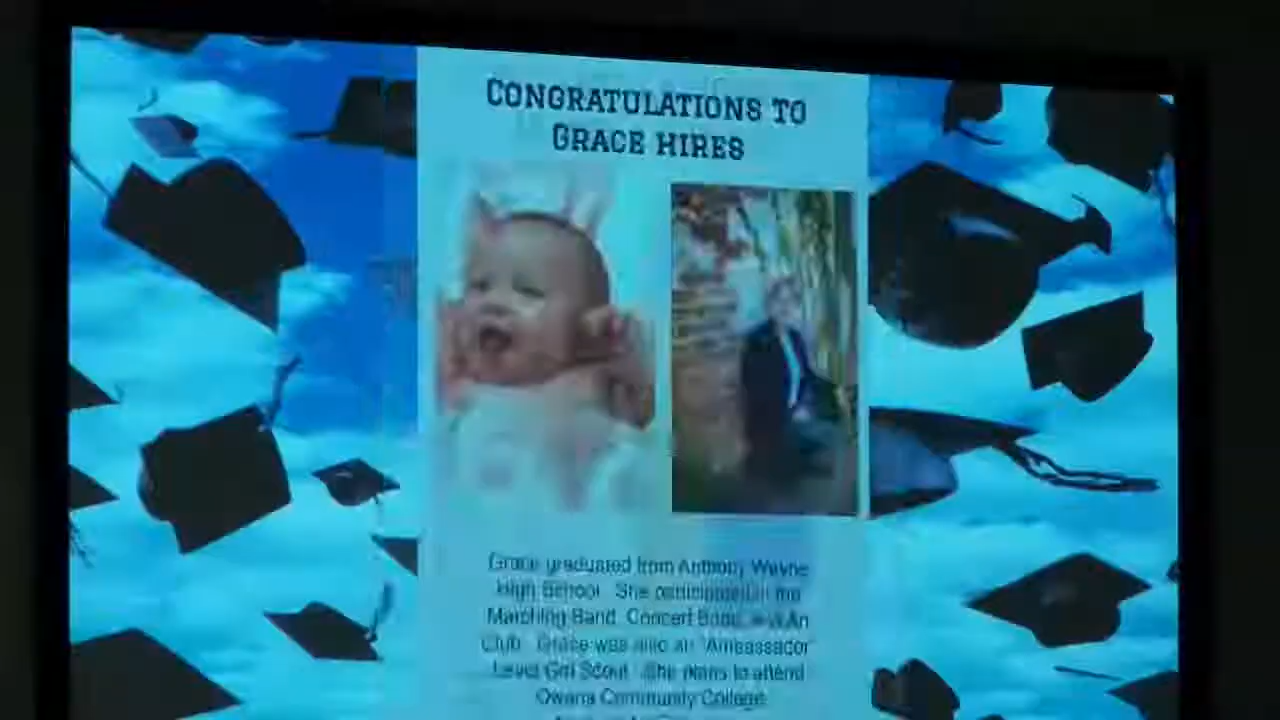 CONGRATULATIONS TO
GRACE HIRES
Grace graduated from Anthony Wayne
High School. She participated in the
Marching Band, Concert Band, and Art
Club. Grace was also an "Ambassador"
Level Girl Scout. She plans to attend
Owens Community College